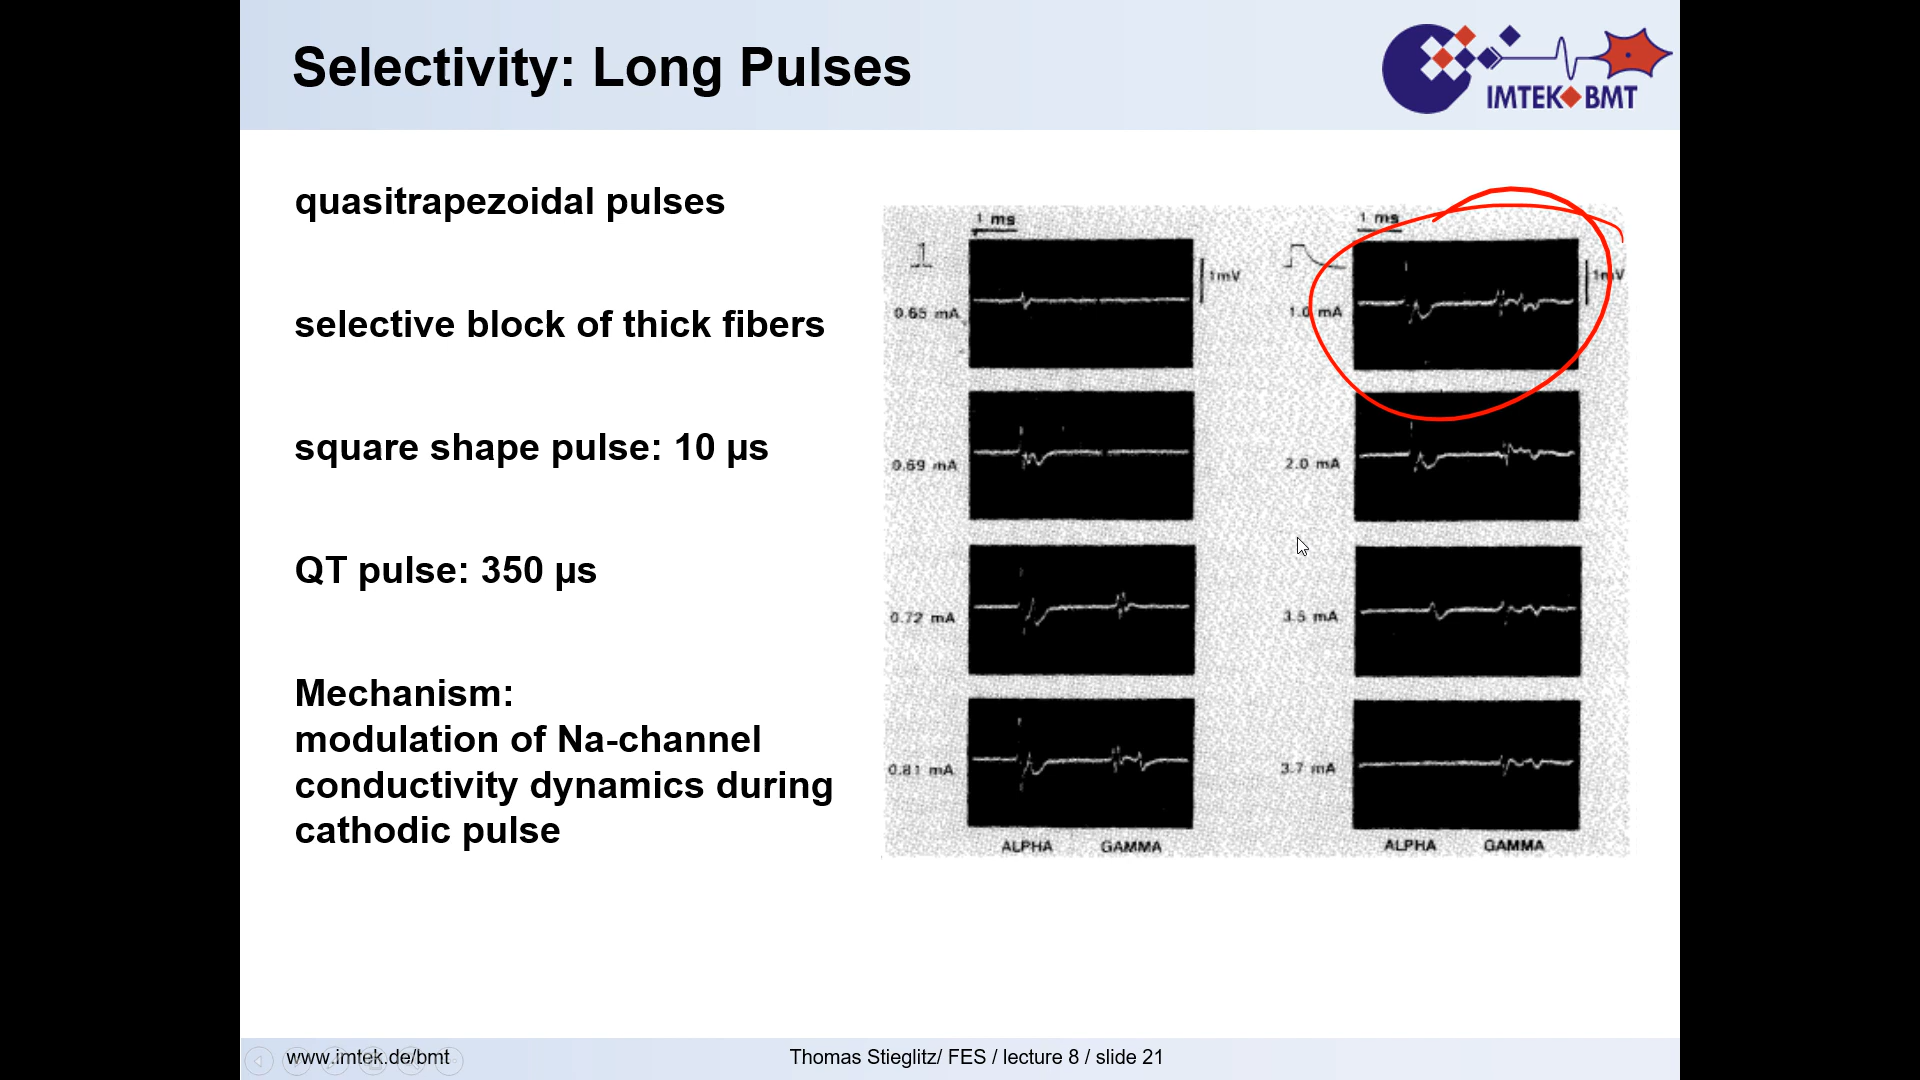 Selectivity: Long Pulses
IMTEK BMT
quasitrapezoidal pulses
selective block of thick fibers
square shape pulse: 10 µs
QT pulse: 350 µs
Mechanism:
modulation of Na-channel
conductivity dynamics during
cathodic pulse
1 ms
1mV
0.65 mA
0.69 mA
0.72 mA
0.81 mA
ALPHA GAMMA
1 ms
1mV
1.0 mA
2.0 mA
3.5 mA
3.7 mA
ALPHA GAMMA
www.imtek.de/bmt
Thomas Stieglitz/ FES / lecture 8 / slide 21